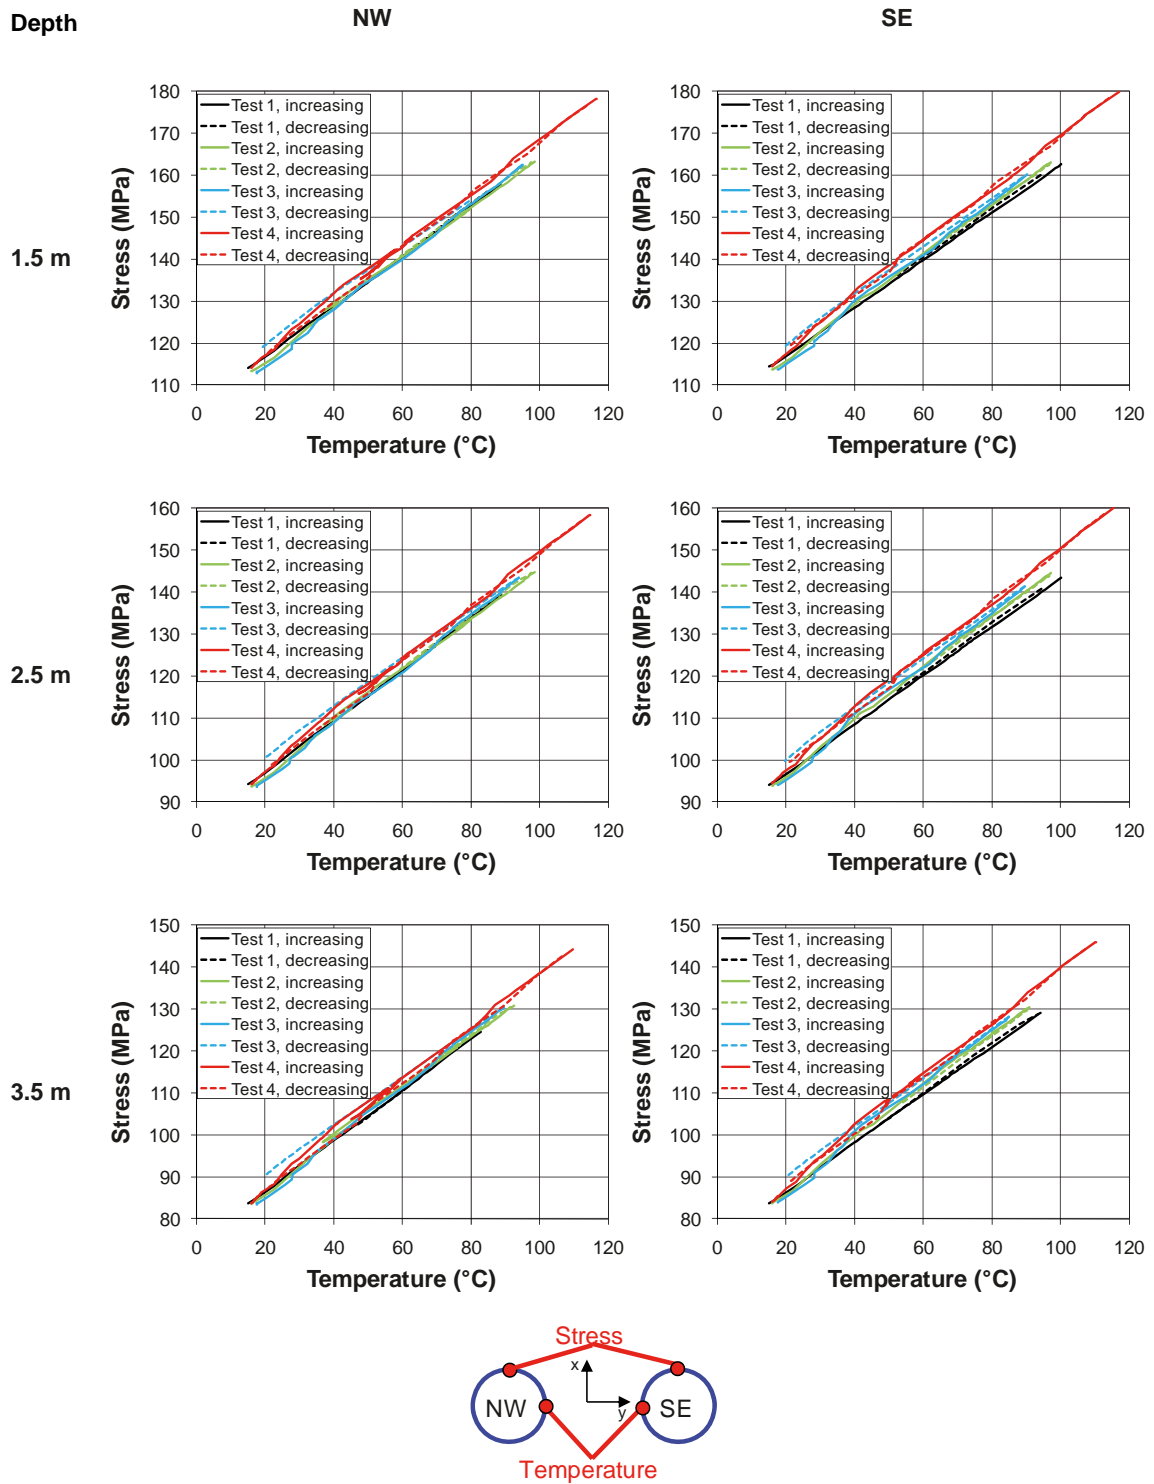 Depth NW SE
1.5 m
Stress (MPa)
180
170
160
150
140
130
120
110
Test 1, increasing
Test 1, decreasing
Test 2, increasing
Test 2, decreasing
Test 3, increasing
Test 3, decreasing
Test 4, increasing
Test 4, decreasing
0 20 40 60 80 100 120
Temperature (°C)
Stress (MPa)
180
170
160
150
140
130
120
110
Test 1, increasing
Test 1, decreasing
Test 2, increasing
Test 2, decreasing
Test 3, increasing
Test 3, decreasing
Test 4, increasing
Test 4, decreasing
0 20 40 60 80 100 120
Temperature (°C)
2.5 m
Stress (MPa)
160
150
140
130
120
110
100
90
Test 1, increasing
Test 1, decreasing
Test 2, increasing
Test 2, decreasing
Test 3, increasing
Test 3, decreasing
Test 4, increasing
Test 4, decreasing
0 20 40 60 80 100 120
Temperature (°C)
Stress (MPa)
160
150
140
130
120
110
100
90
Test 1, increasing
Test 1, decreasing
Test 2, increasing
Test 2, decreasing
Test 3, increasing
Test 3, decreasing
Test 4, increasing
Test 4, decreasing
0 20 40 60 80 100 120
Temperature (°C)
3.5 m
Stress (MPa)
150
140
130
120
110
100
90
80
Test 1, increasing
Test 1, decreasing
Test 2, increasing
Test 2, decreasing
Test 3, increasing
Test 3, decreasing
Test 4, increasing
Test 4, decreasing
0 20 40 60 80 100 120
Temperature (°C)
Stress (MPa)
150
140
130
120
110
100
90
80
Test 1, increasing
Test 1, decreasing
Test 2, increasing
Test 2, decreasing
Test 3, increasing
Test 3, decreasing
Test 4, increasing
Test 4, decreasing
0 20 40 60 80 100 120
Temperature (°C)
Stress
x
NW y SE
Temperature